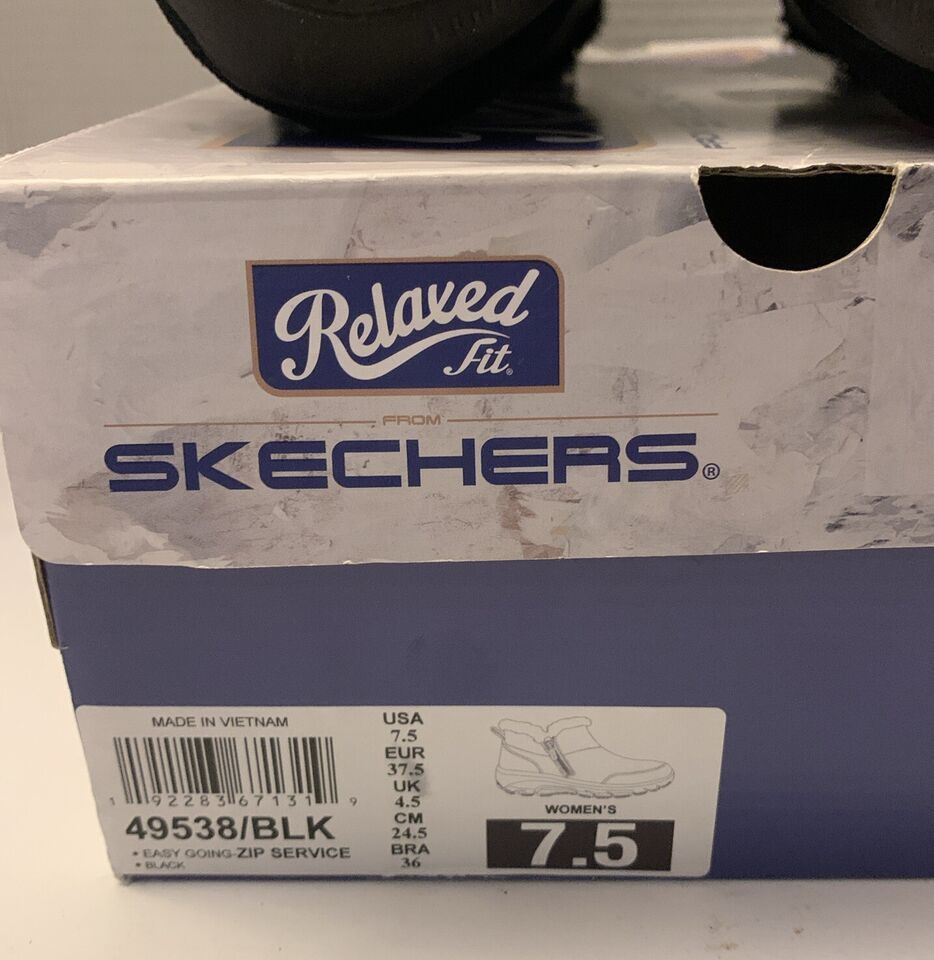 Relaxed
Fit®
FROM
SKECHERS®
MADE IN VIETNAM
1 92283 67131 9
49538/BLK
• EASY GOING-ZIP SERVICE
• BLACK
USA
7.5
EUR
37.5
UK
4.5
CM
24.5
BRA
36
WOMEN'S
7.5